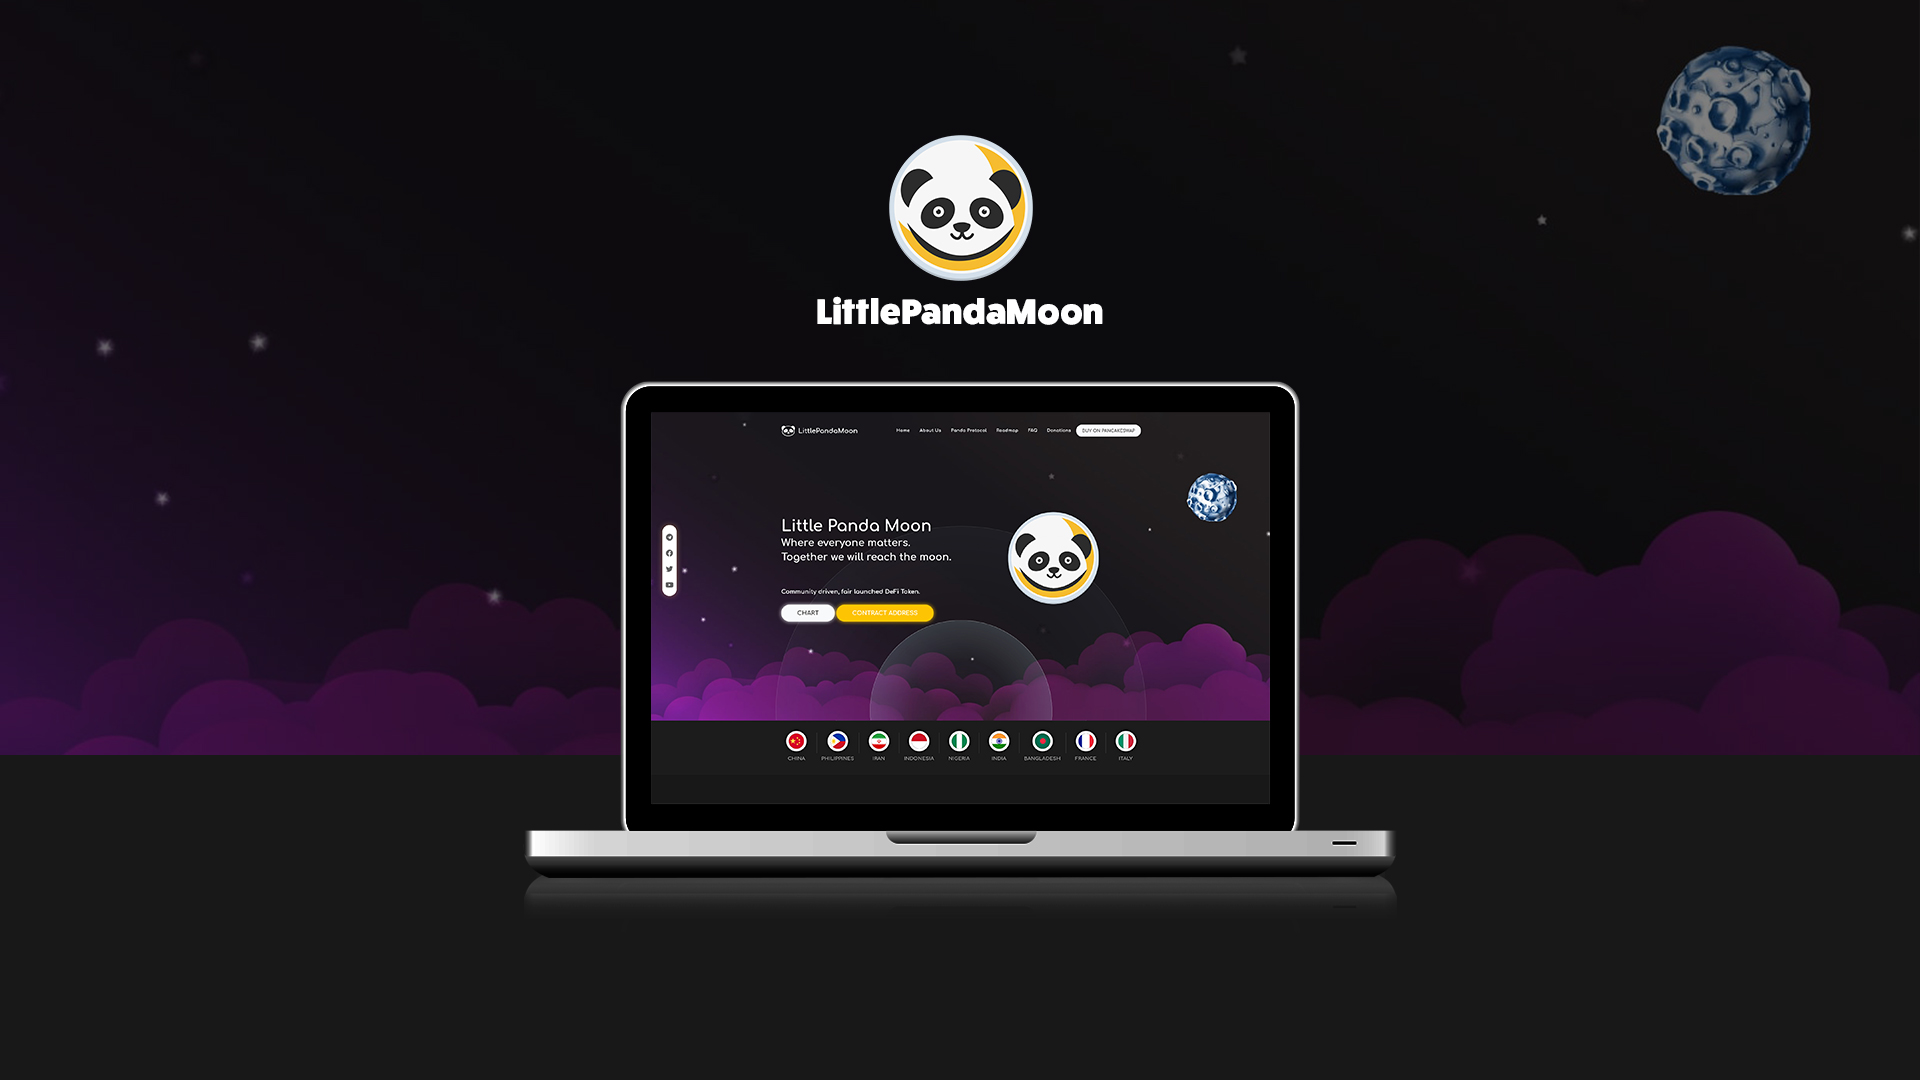 LittlePandaMoon
LittlePandaMoon
Home About Us Panda Protocol Roadmap FAQ Donations BUY ON PANCAKESWAP
Little Panda Moon
Where everyone matters.
Together we will reach the moon.
Community driven, fair launched DeFi Token.
CHART CONTRACT ADDRESS
CHINA PHILIPPINES IRAN INDONESIA NIGERIA INDIA BANGLADESH FRANCE ITALY